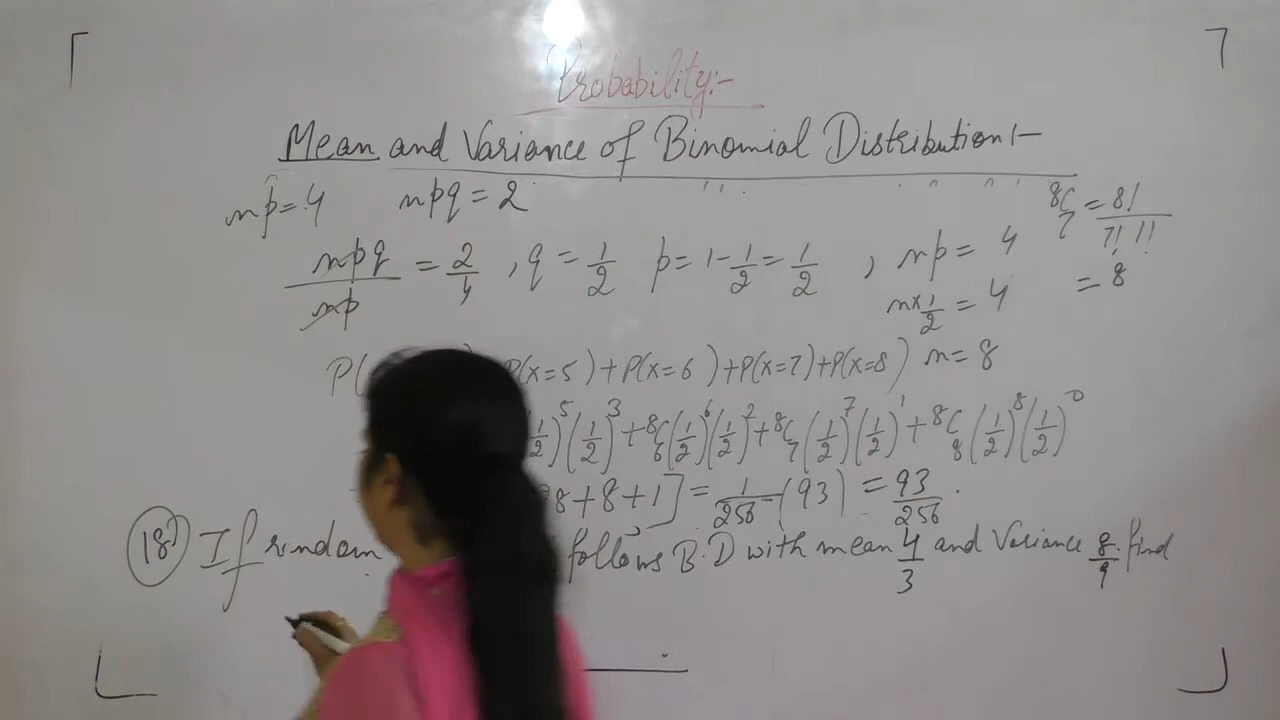 Probability:-
Mean and Variance of Binomial Distribution:-
np = 4 npq = 2
npq/np = 2/4 , q = 1/2 p = 1 - 1/2 = 1/2 , np = 4
n × 1/2 = 4
n = 8
8C7 = 8!/7! 1!
= 8
P( P(x=5) + P(x=6) + P(x=7) + P(x=8)
(1/2)^5 (1/2)^3 + 8C6 (1/2)^6 (1/2)^2 + 8C7 (1/2)^7 (1/2)^1 + 8C8 (1/2)^8 (1/2)^0
8 + 8 + 1] = 1/256 (93) = 93/256 .
(18) If rndom follows B.D with mean 4/3 and Variance 8/9 . find